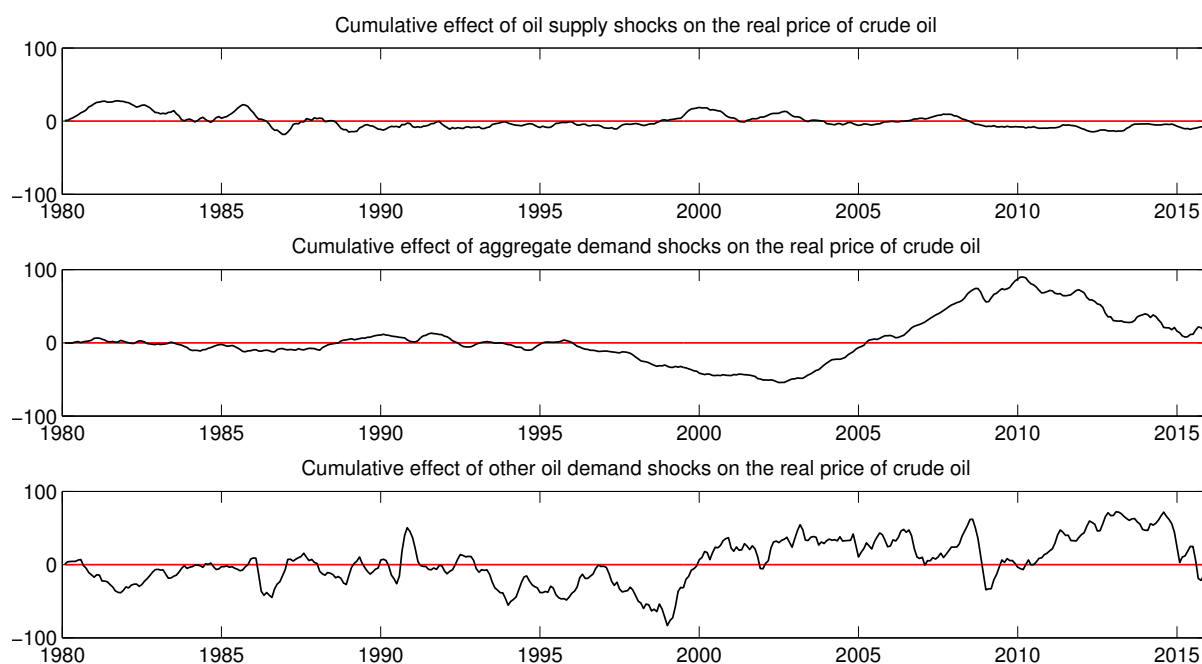 Cumulative effect of oil supply shocks on the real price of crude oil
100
0
−100
1980 1985 1990 1995 2000 2005 2010 2015
Cumulative effect of aggregate demand shocks on the real price of crude oil
100
0
−100
1980 1985 1990 1995 2000 2005 2010 2015
Cumulative effect of other oil demand shocks on the real price of crude oil
100
0
−100
1980 1985 1990 1995 2000 2005 2010 2015